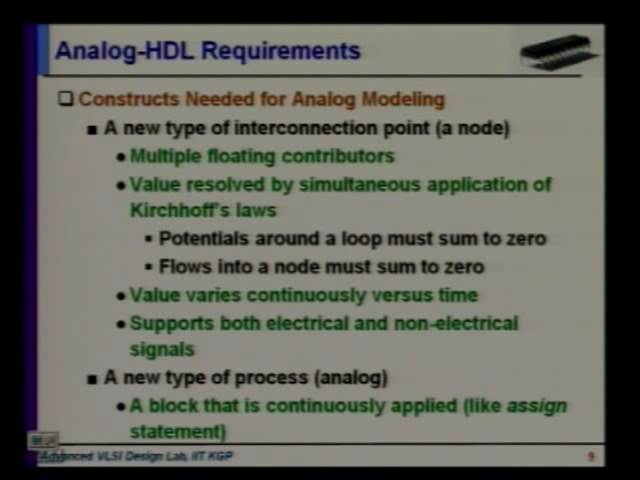 Analog-HDL Requirements
Constructs Needed for Analog Modeling
A new type of interconnection point (a node)
Multiple floating contributors
Value resolved by simultaneous application of
Kirchhoff's laws
Potentials around a loop must sum to zero
Flows into a node must sum to zero
Value varies continuously versus time
Supports both electrical and non-electrical
signals
A new type of process (analog)
A block that is continuously applied (like assign
statement)
Advanced VLSI Design Lab, IIT KGP
9